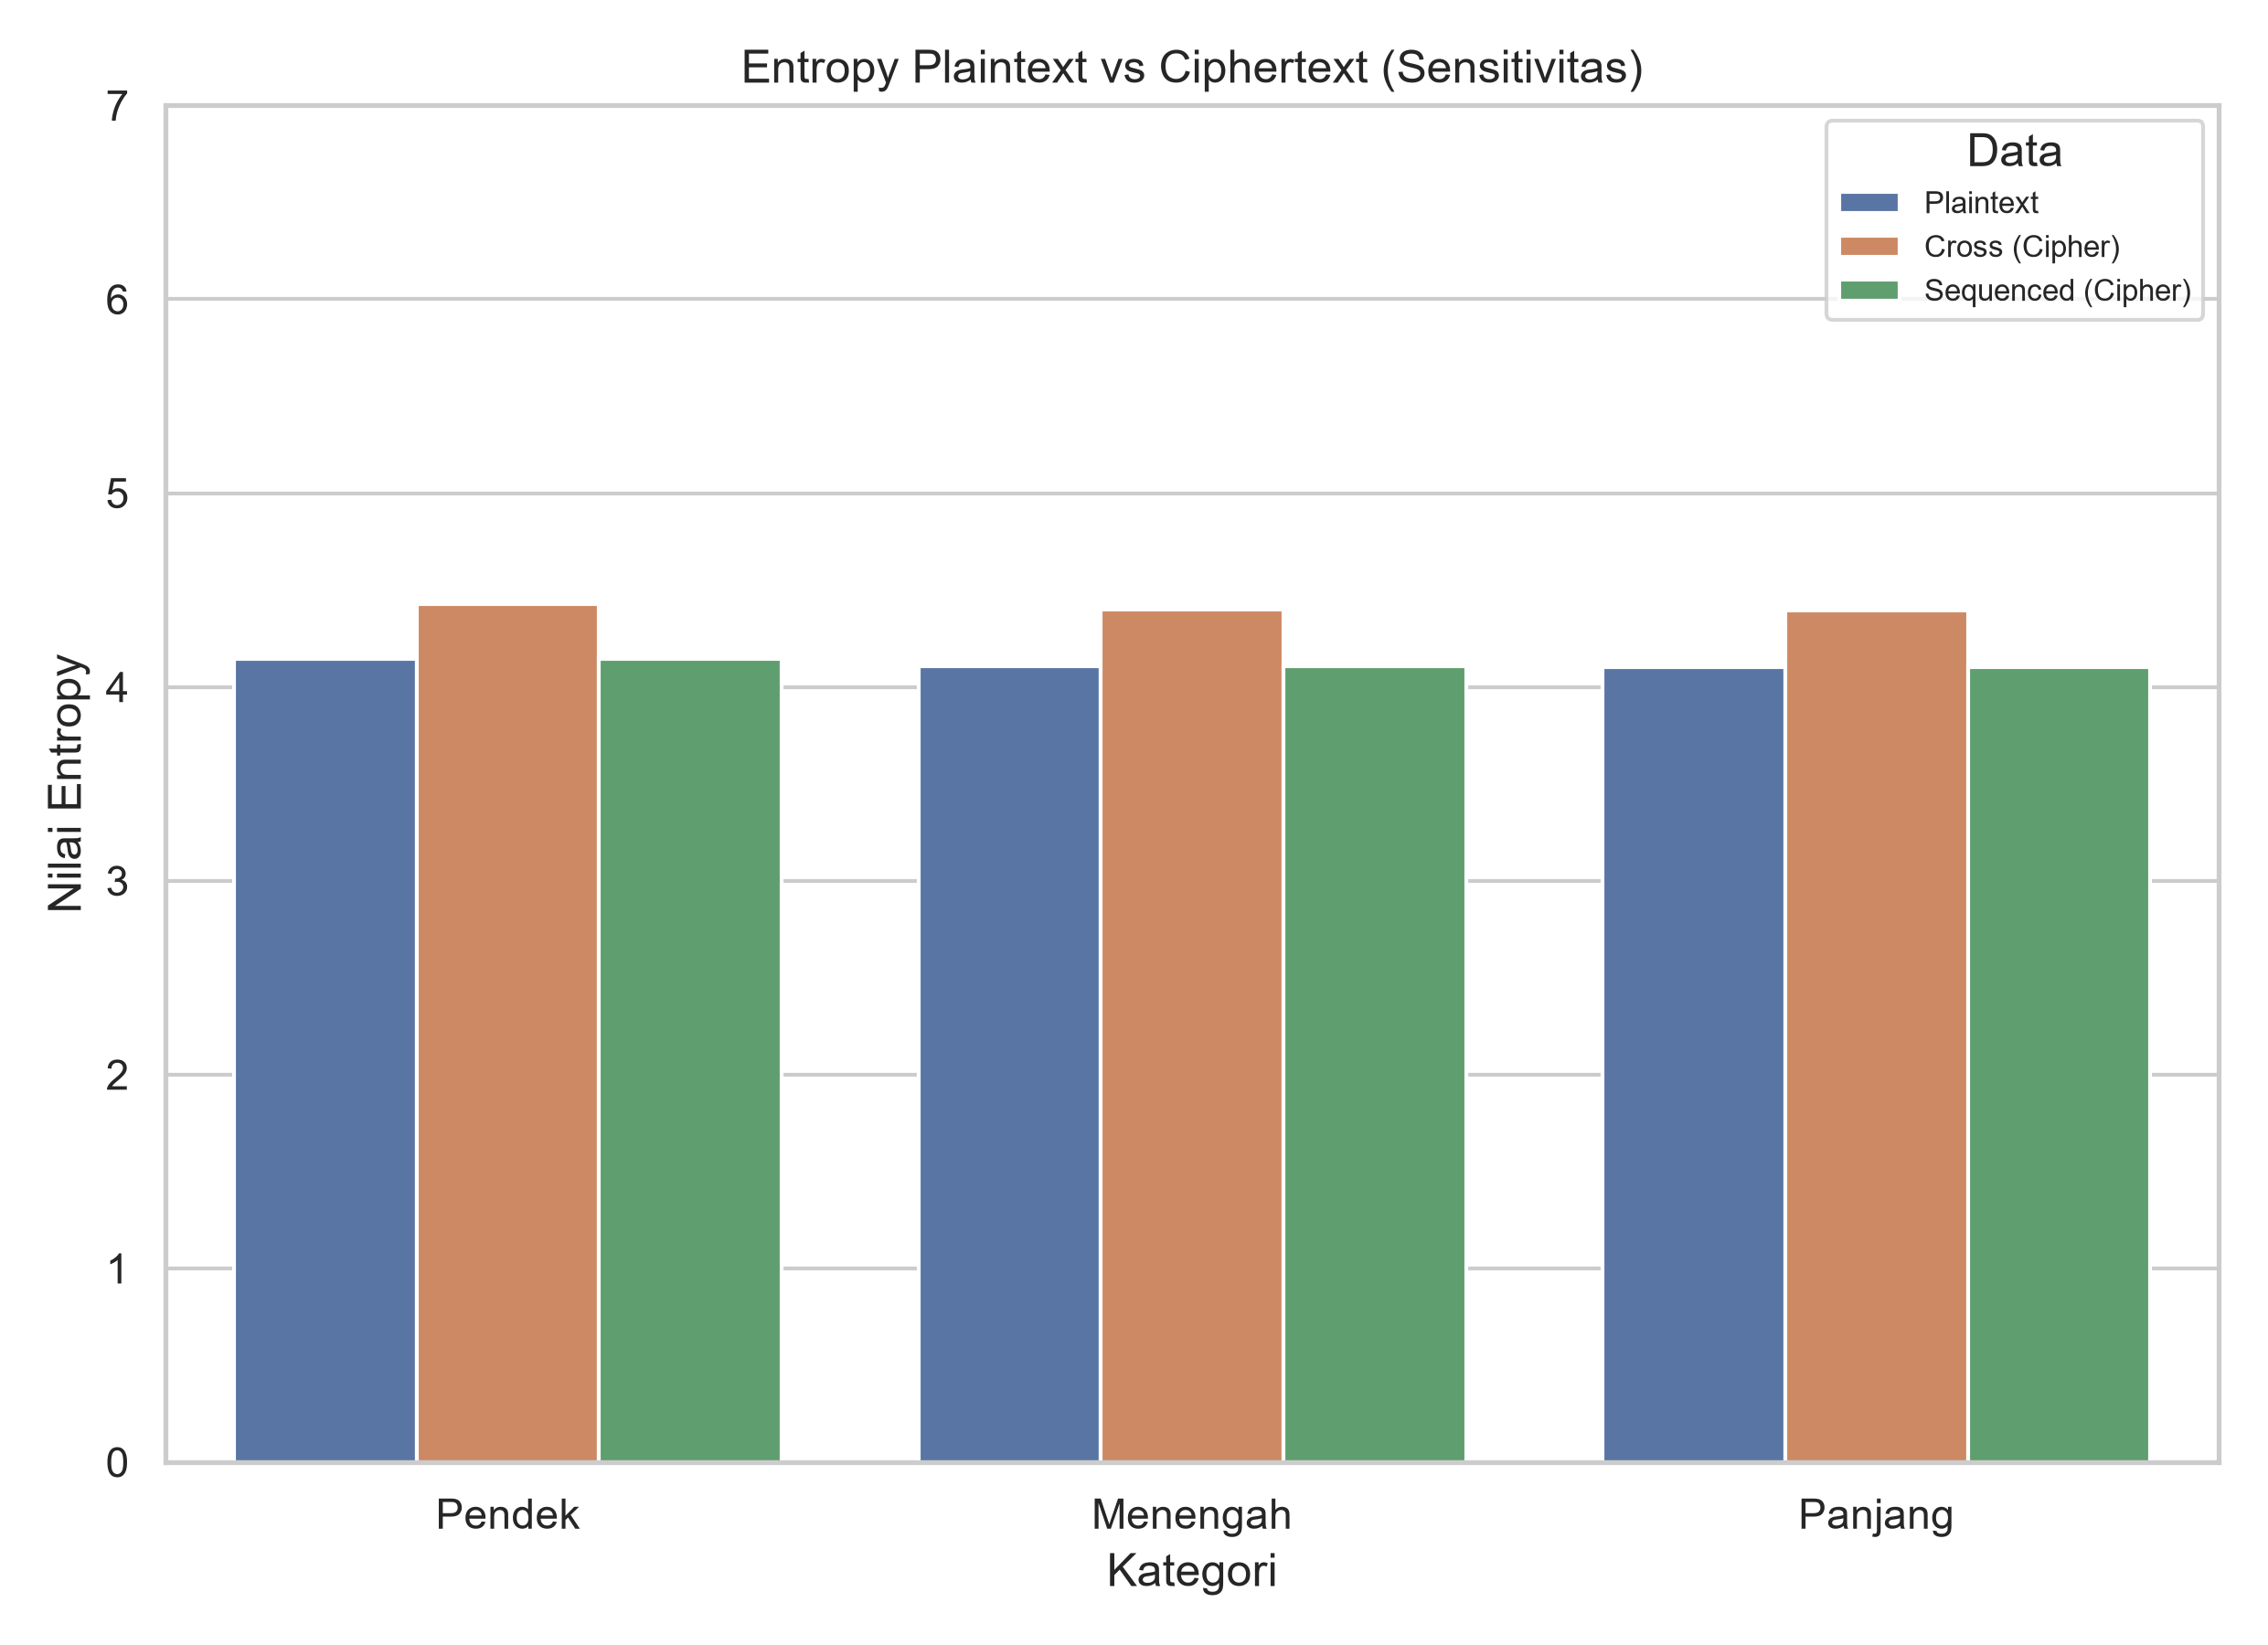 Entropy Plaintext vs Ciphertext (Sensitivitas)
7
6
5
4
3
2
1
0
Nilai Entropy
Data
Plaintext
Cross (Cipher)
Sequenced (Cipher)
Pendek
Menengah
Panjang
Kategori